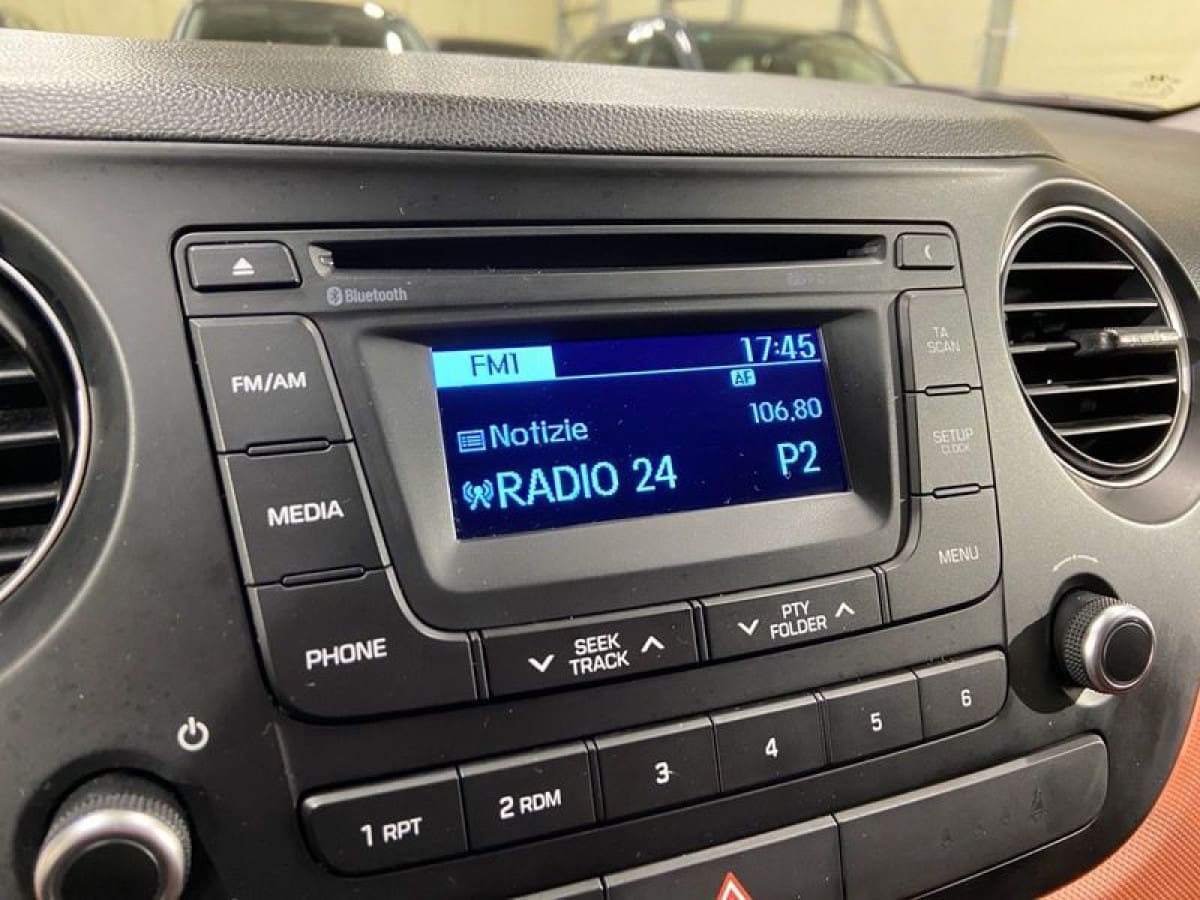 Bluetooth
FM/AM
MEDIA
PHONE
FM1
17:45
AF
106.80
Notizie
RADIO 24
P2
TA
SCAN
SETUP
CLOCK
MENU
SEEK
TRACK
PTY
FOLDER
1 RPT
2 RDM
3
4
5
6